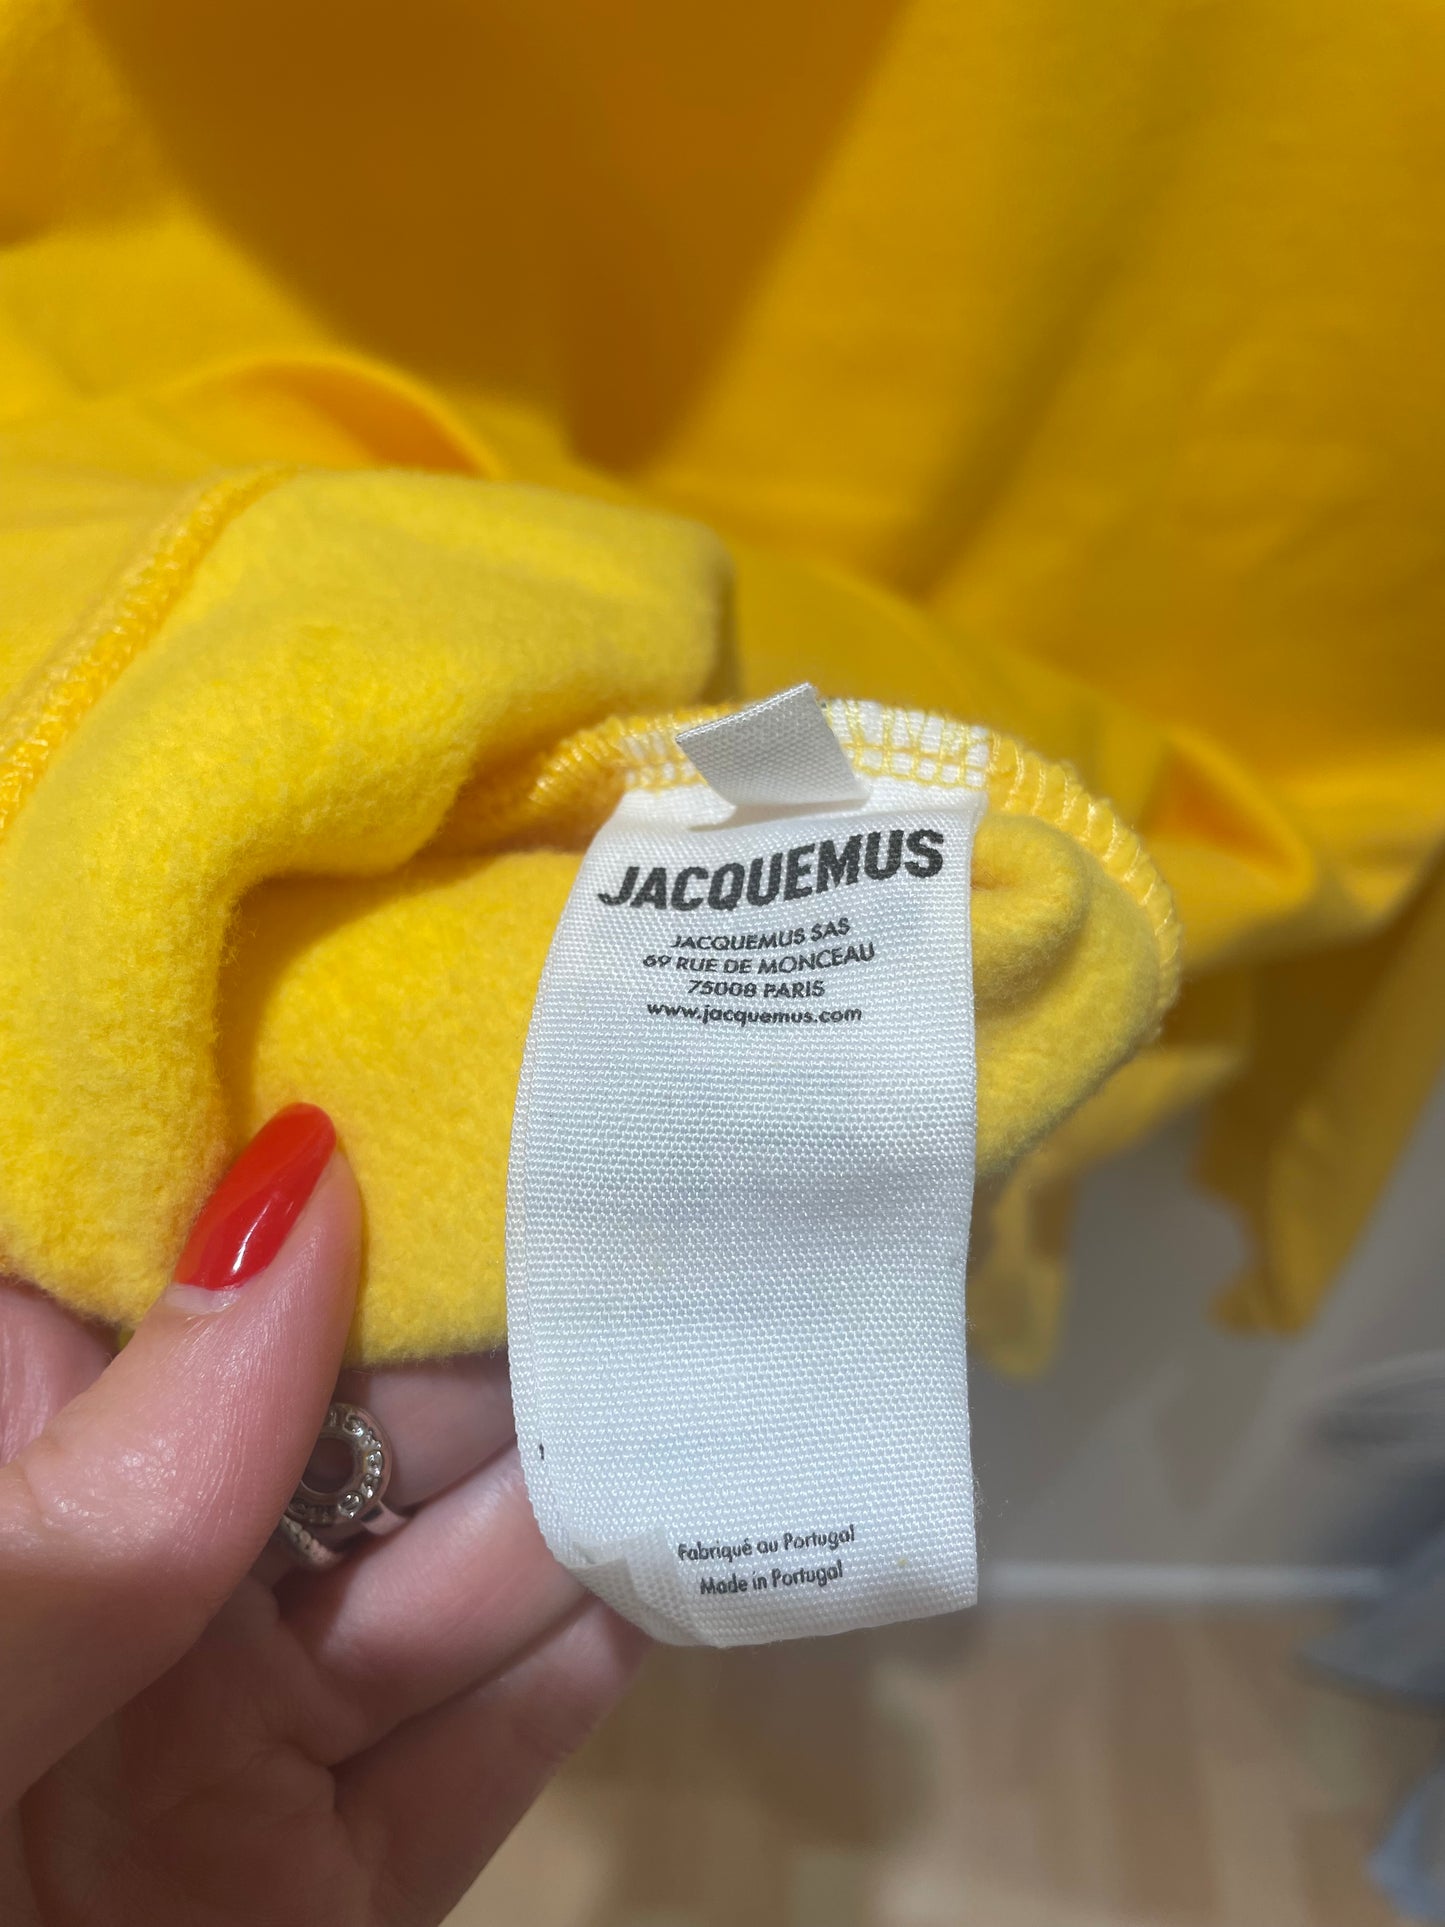 JACQUEMUS
JACQUEMUS SAS
69 RUE DE MONCEAU
75008 PARIS
www.jacquemus.com
Fabriqué au Portugal
Made in Portugal